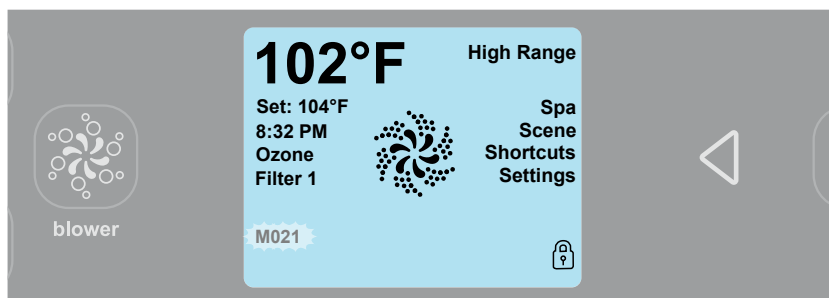 102°F
High Range
Set: 104°F
Spa
8:32 PM
Scene
Ozone
Shortcuts
Filter 1
Settings
M021
blower